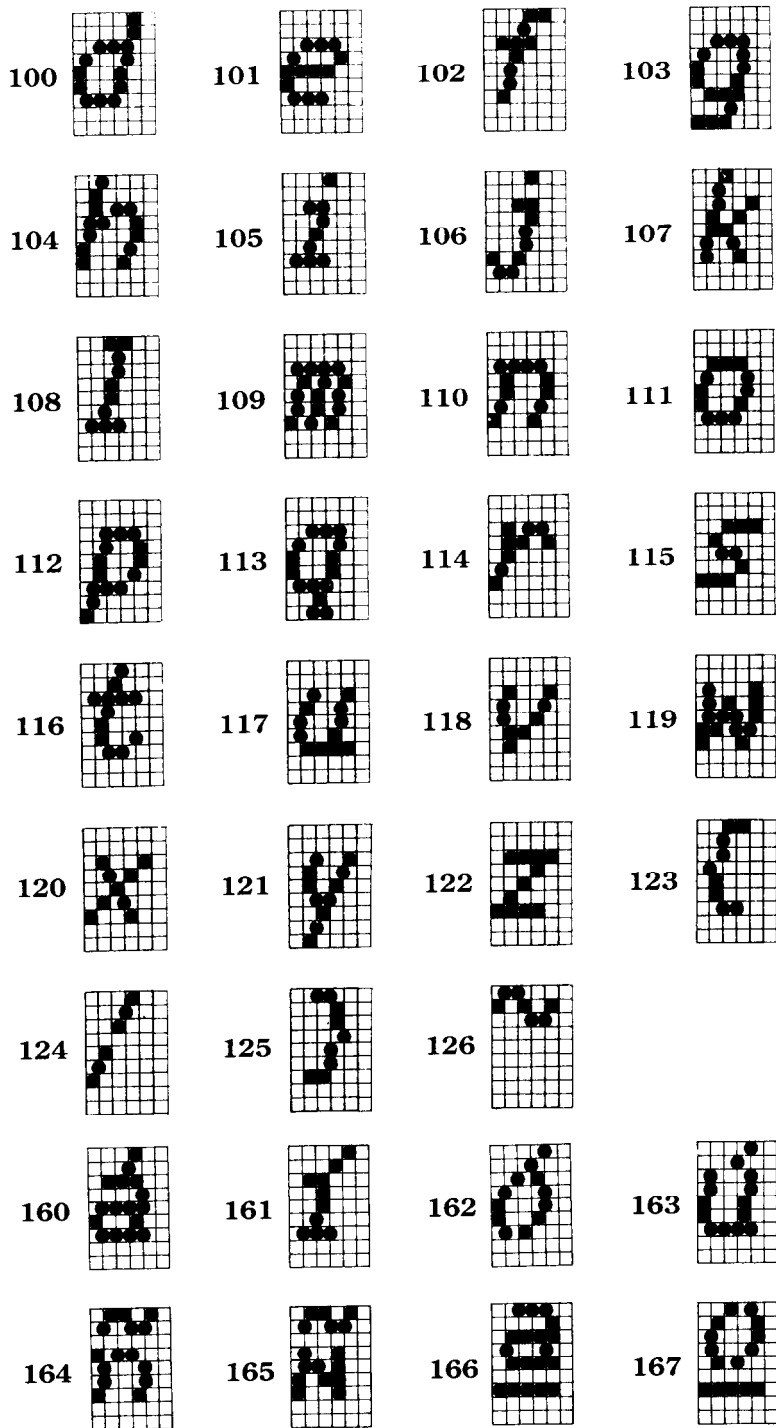 100 d 101 e 102 f 103 g
104 h 105 i 106 j 107 k
108 l 109 m 110 n 111 o
112 p 113 q 114 r 115 s
116 t 117 u 118 v 119 w
120 x 121 y 122 z 123 {
124 | 125 } 126 ~
160 á 161 í 162 ó 163 ú
164 ñ 165 Ñ 166 ª 167 º